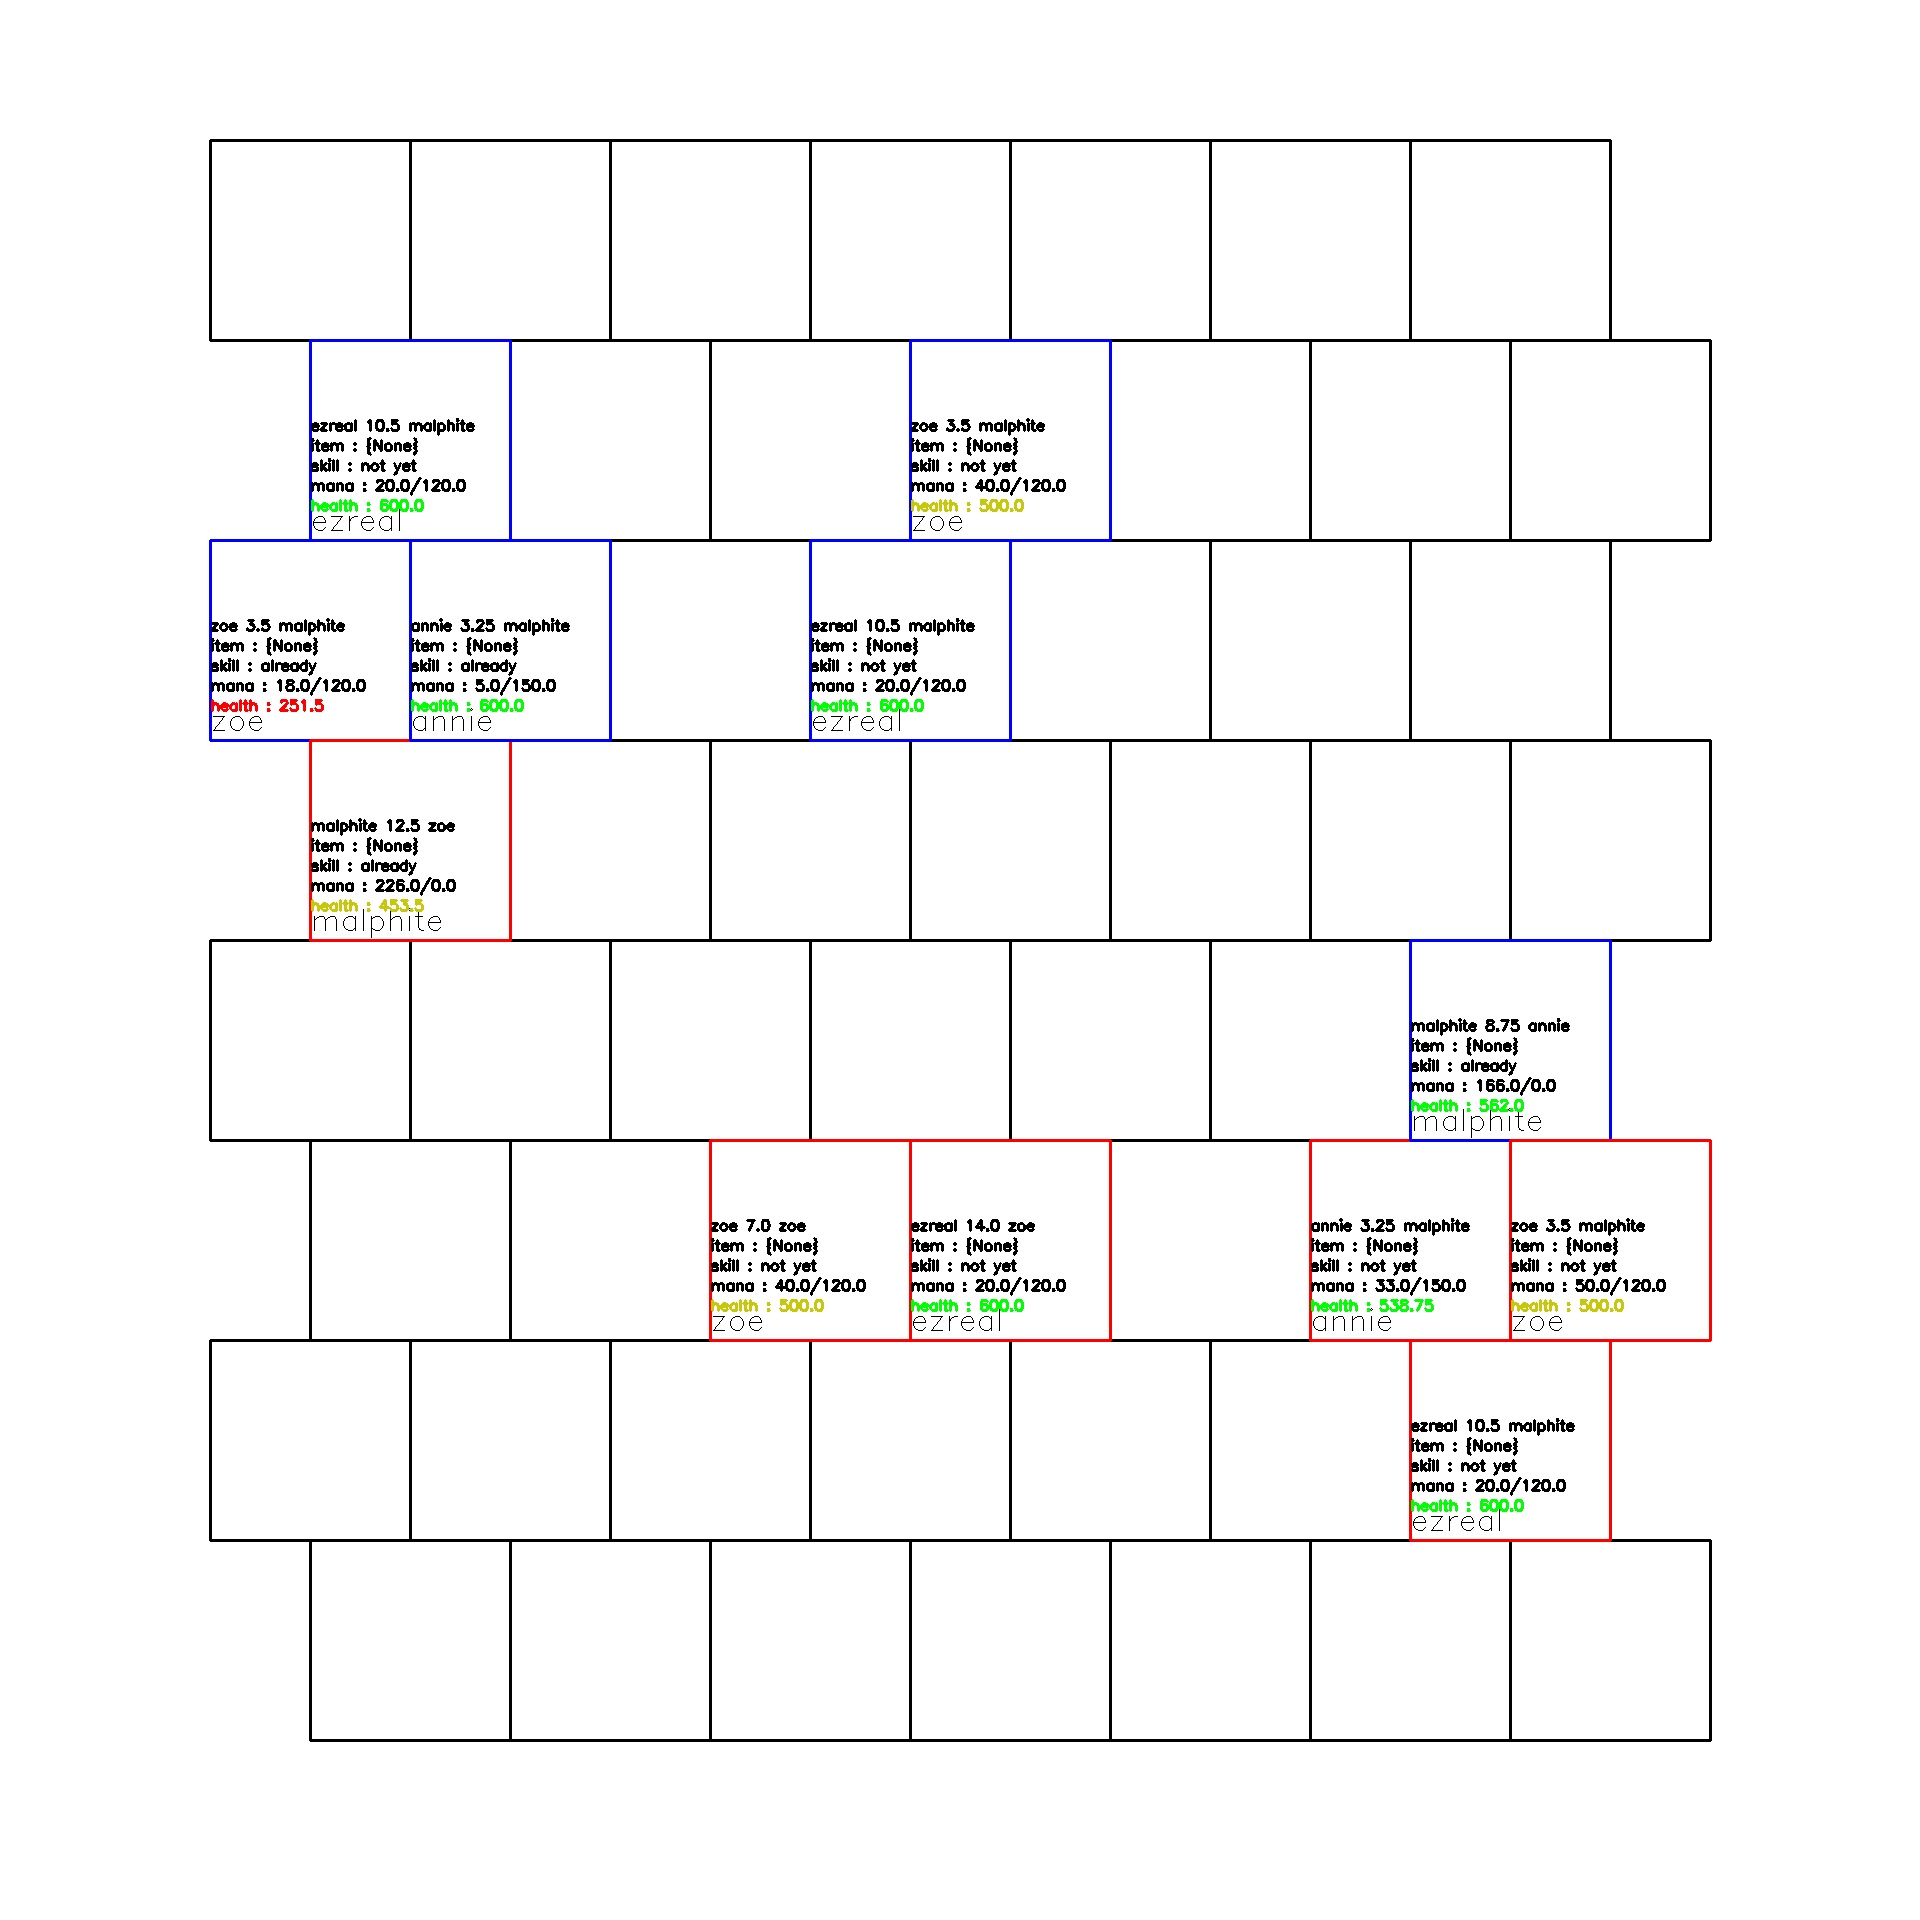 ezreal 10.5 malphite
item : {None}
skill : not yet
mana : 20.0/120.0
health : 600.0
ezreal
zoe 3.5 malphite
item : {None}
skill : not yet
mana : 40.0/120.0
health : 500.0
zoe
zoe 3.5 malphite
item : {None}
skill : already
mana : 18.0/120.0
health : 251.5
zoe
annie 3.25 malphite
item : {None}
skill : already
mana : 5.0/150.0
health : 600.0
annie
ezreal 10.5 malphite
item : {None}
skill : not yet
mana : 20.0/120.0
health : 600.0
ezreal
malphite 12.5 zoe
item : {None}
skill : already
mana : 226.0/0.0
health : 453.5
malphite
malphite 8.75 annie
item : {None}
skill : already
mana : 166.0/0.0
health : 562.0
malphite
zoe 7.0 zoe
item : {None}
skill : not yet
mana : 40.0/120.0
health : 500.0
zoe
ezreal 14.0 zoe
item : {None}
skill : not yet
mana : 20.0/120.0
health : 600.0
ezreal
annie 3.25 malphite
item : {None}
skill : not yet
mana : 33.0/150.0
health : 538.75
annie
zoe 3.5 malphite
item : {None}
skill : not yet
mana : 50.0/120.0
health : 500.0
zoe
ezreal 10.5 malphite
item : {None}
skill : not yet
mana : 20.0/120.0
health : 600.0
ezreal